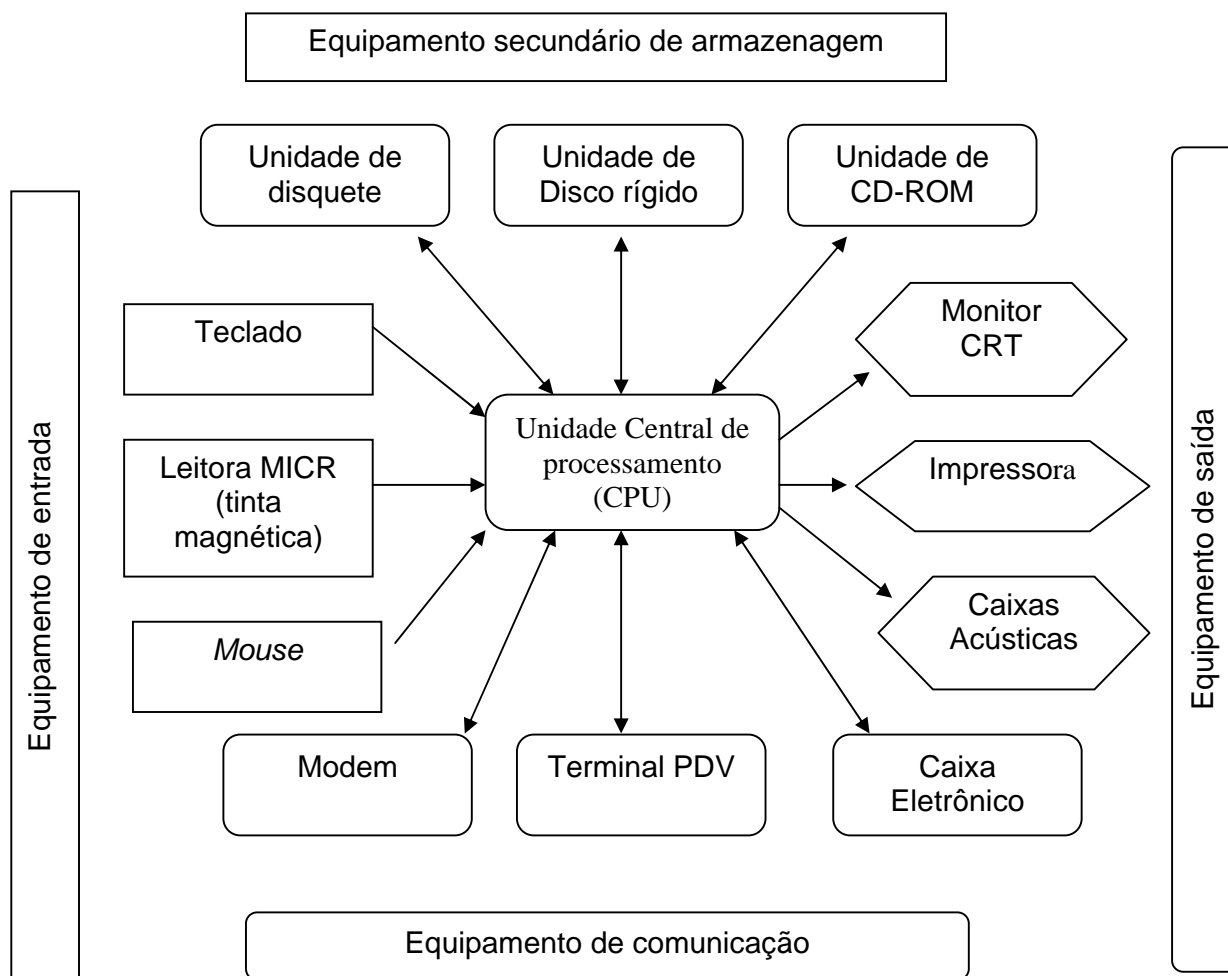 Equipamento secundário de armazenagem
Unidade de
disquete
Unidade de
Disco rígido
Unidade de
CD-ROM
Equipamento de entrada
Teclado
Leitora MICR
(tinta
magnética)
Mouse
Unidade Central de
processamento
(CPU)
Monitor
CRT
Impressora
Caixas
Acústicas
Equipamento de saída
Modem
Terminal PDV
Caixa
Eletrônico
Equipamento de comunicação